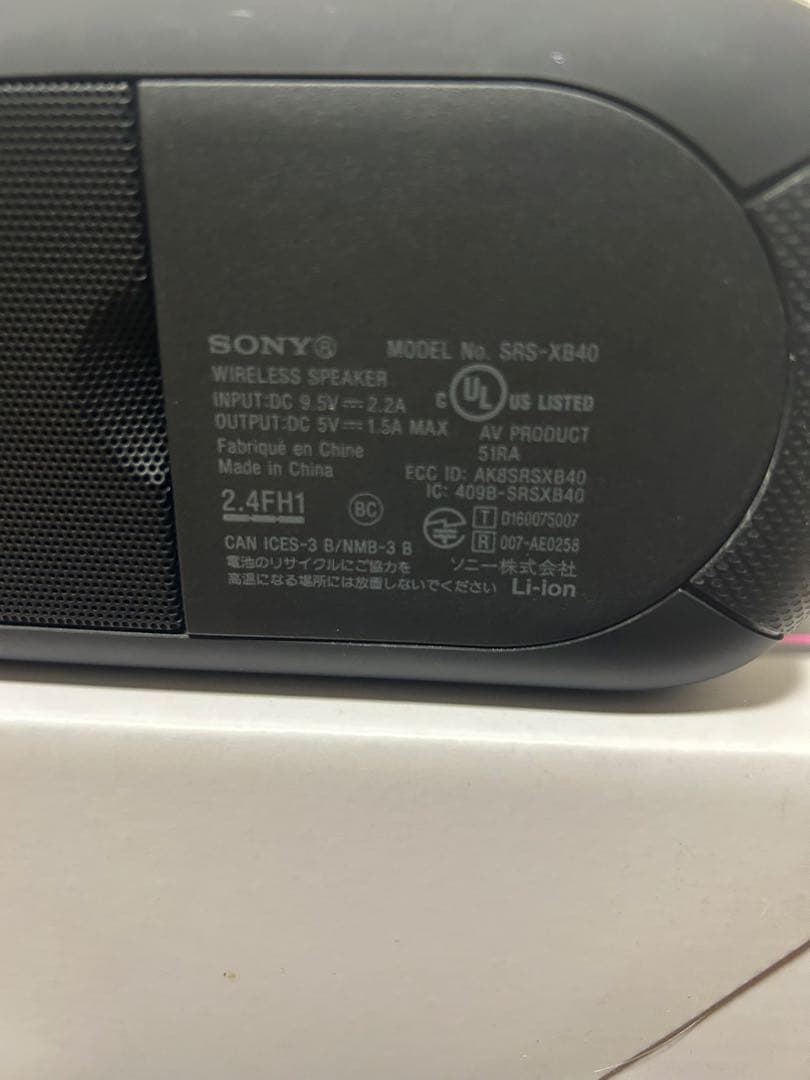 SONY® MODEL No. SRS-XB40
WIRELESS SPEAKER
INPUT:DC 9.5V ⎓ 2.2A
OUTPUT:DC 5V ⎓ 1.5A MAX
Fabriqué en Chine
Made in China
C UL US LISTED
AV PRODUCT
51RA
FCC ID: AK8SRSXB40
IC: 409B-SRSXB40
2.4FH1
BC
T D160075007
R 007-AE0258
CAN ICES-3 B/NMB-3 B
ソニー株式会社
電池のリサイクルにご協力を
高温になる場所には放置しないでください Li-ion